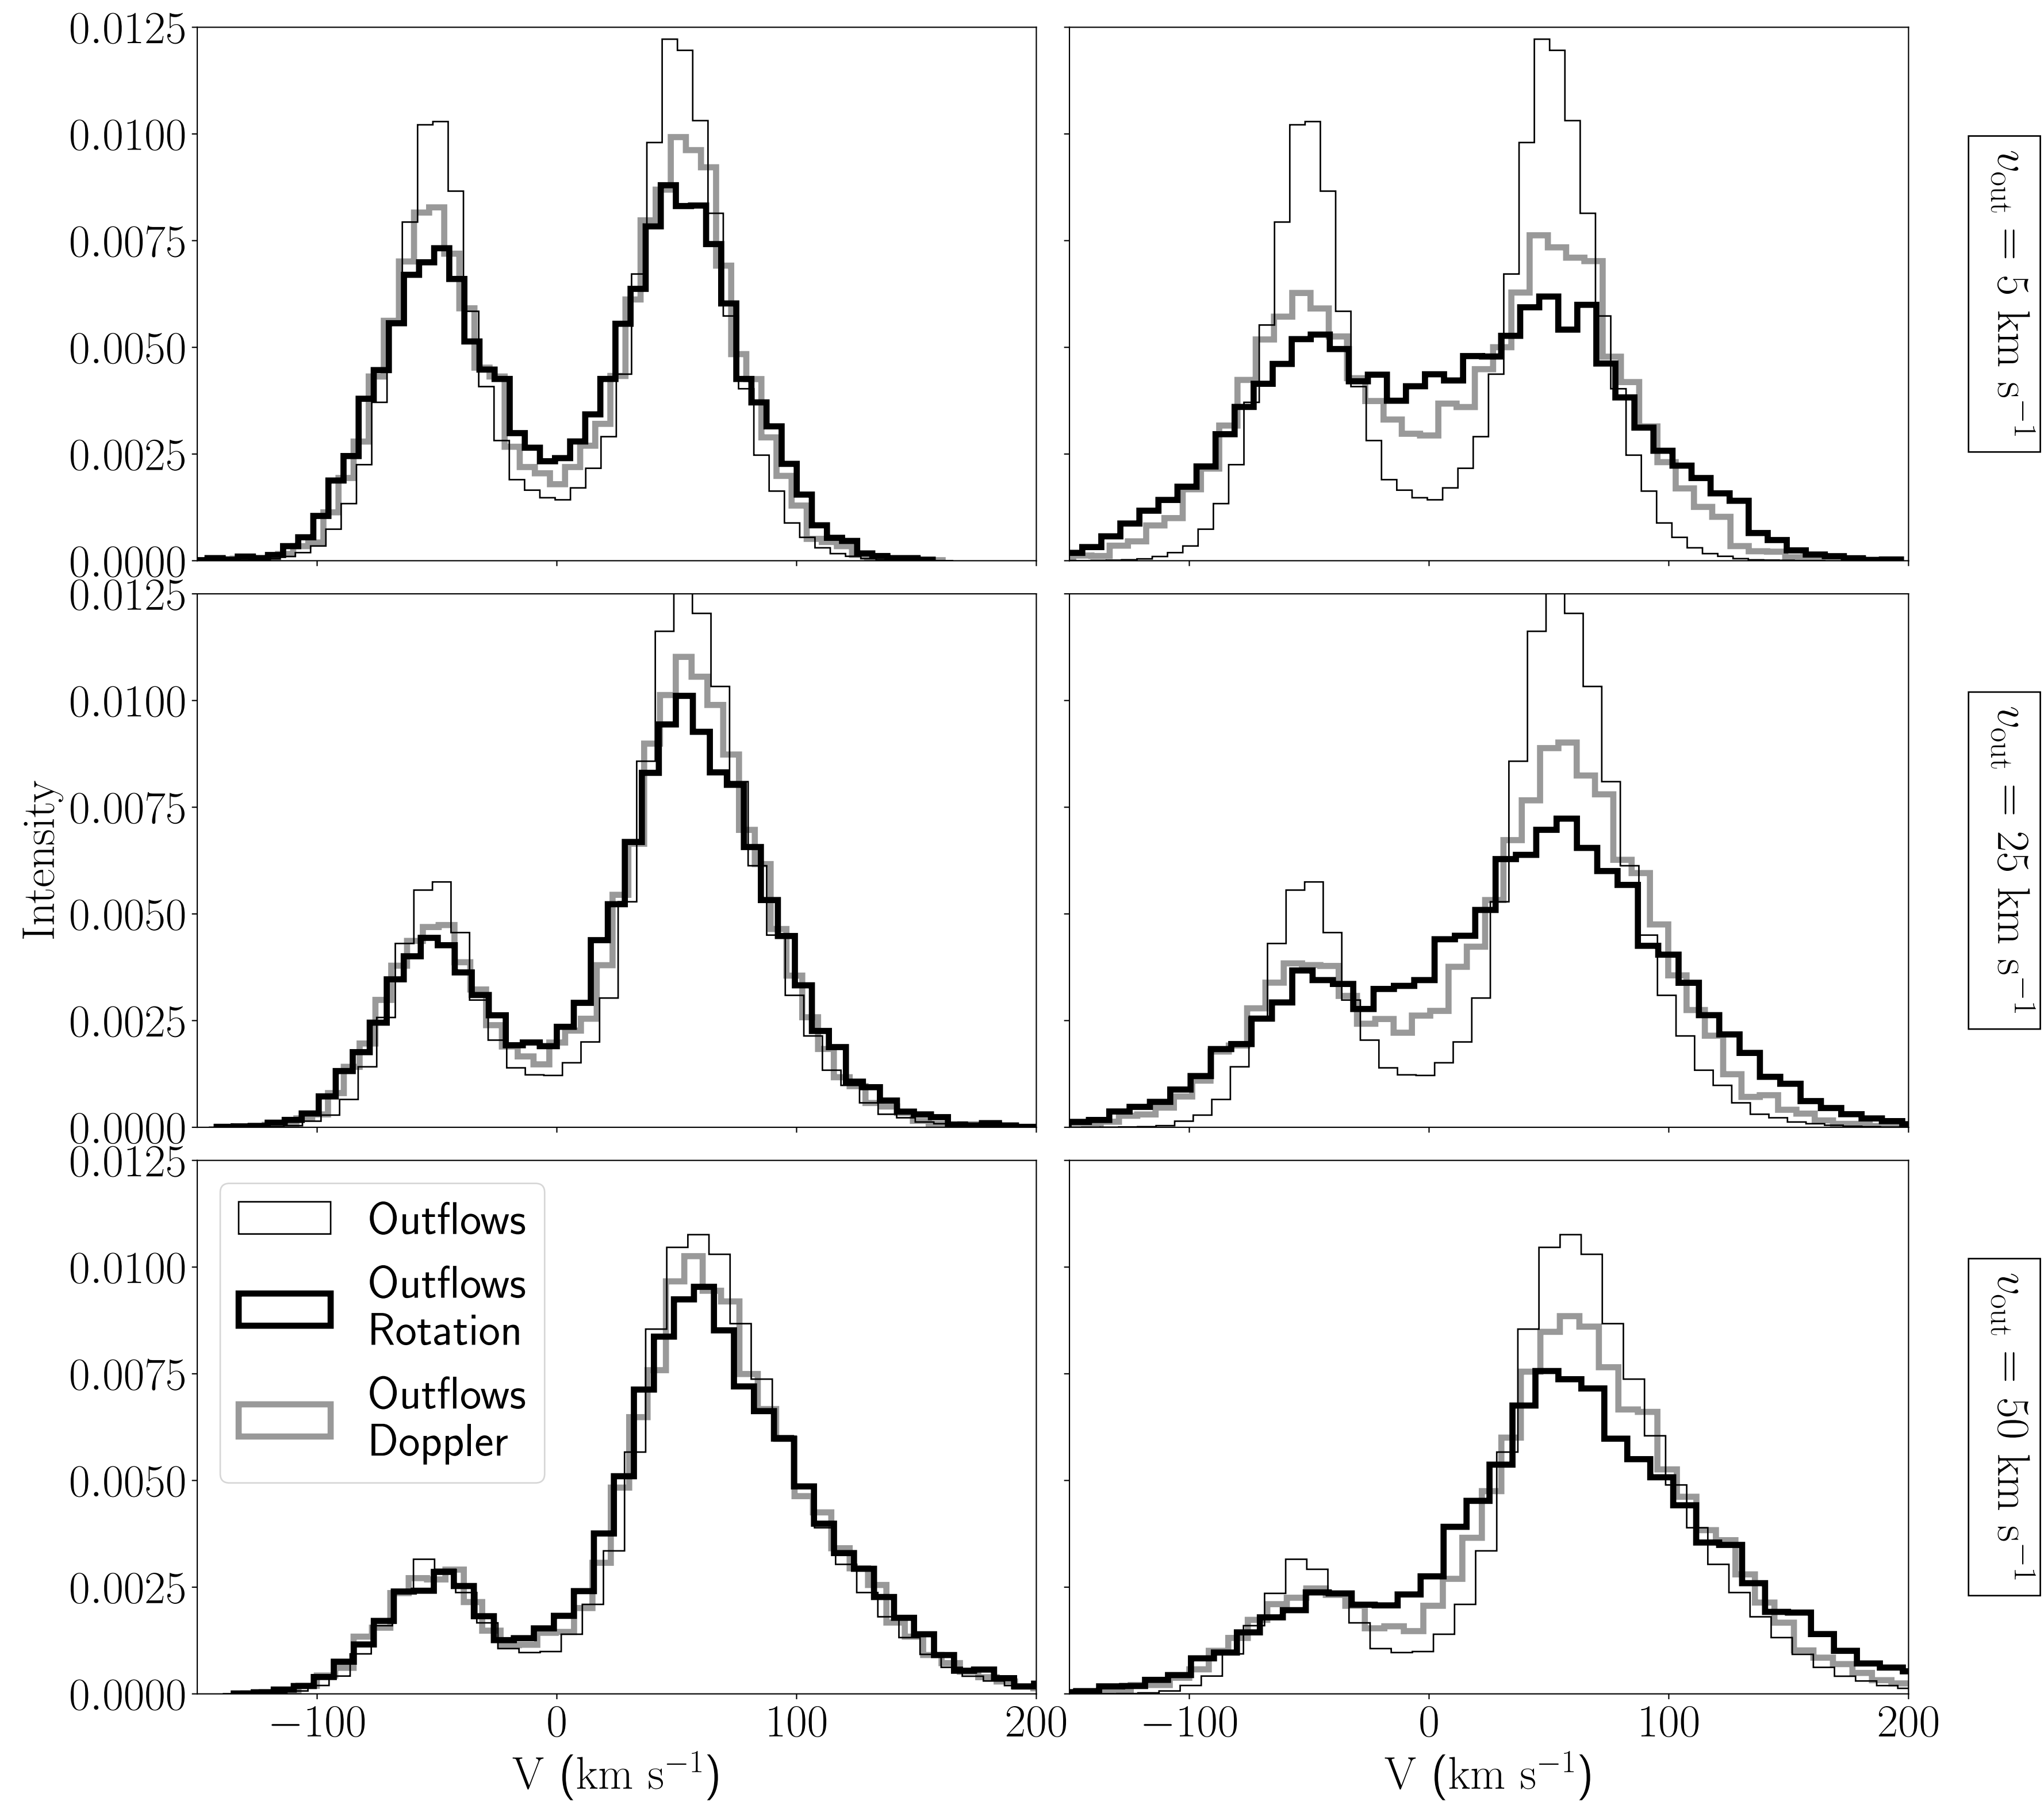 0.0125
0.0100
0.0075
0.0050
0.0025
0.0000
v_out = 5 km s⁻¹
0.0125
0.0100
0.0075
0.0050
0.0025
0.0000
Intensity
v_out = 25 km s⁻¹
0.0125
0.0100
0.0075
0.0050
0.0025
0.0000
Outflows
Outflows
Rotation
Outflows
Doppler
v_out = 50 km s⁻¹
−100 0 100 200
−100 0 100 200
V (km s⁻¹)
V (km s⁻¹)